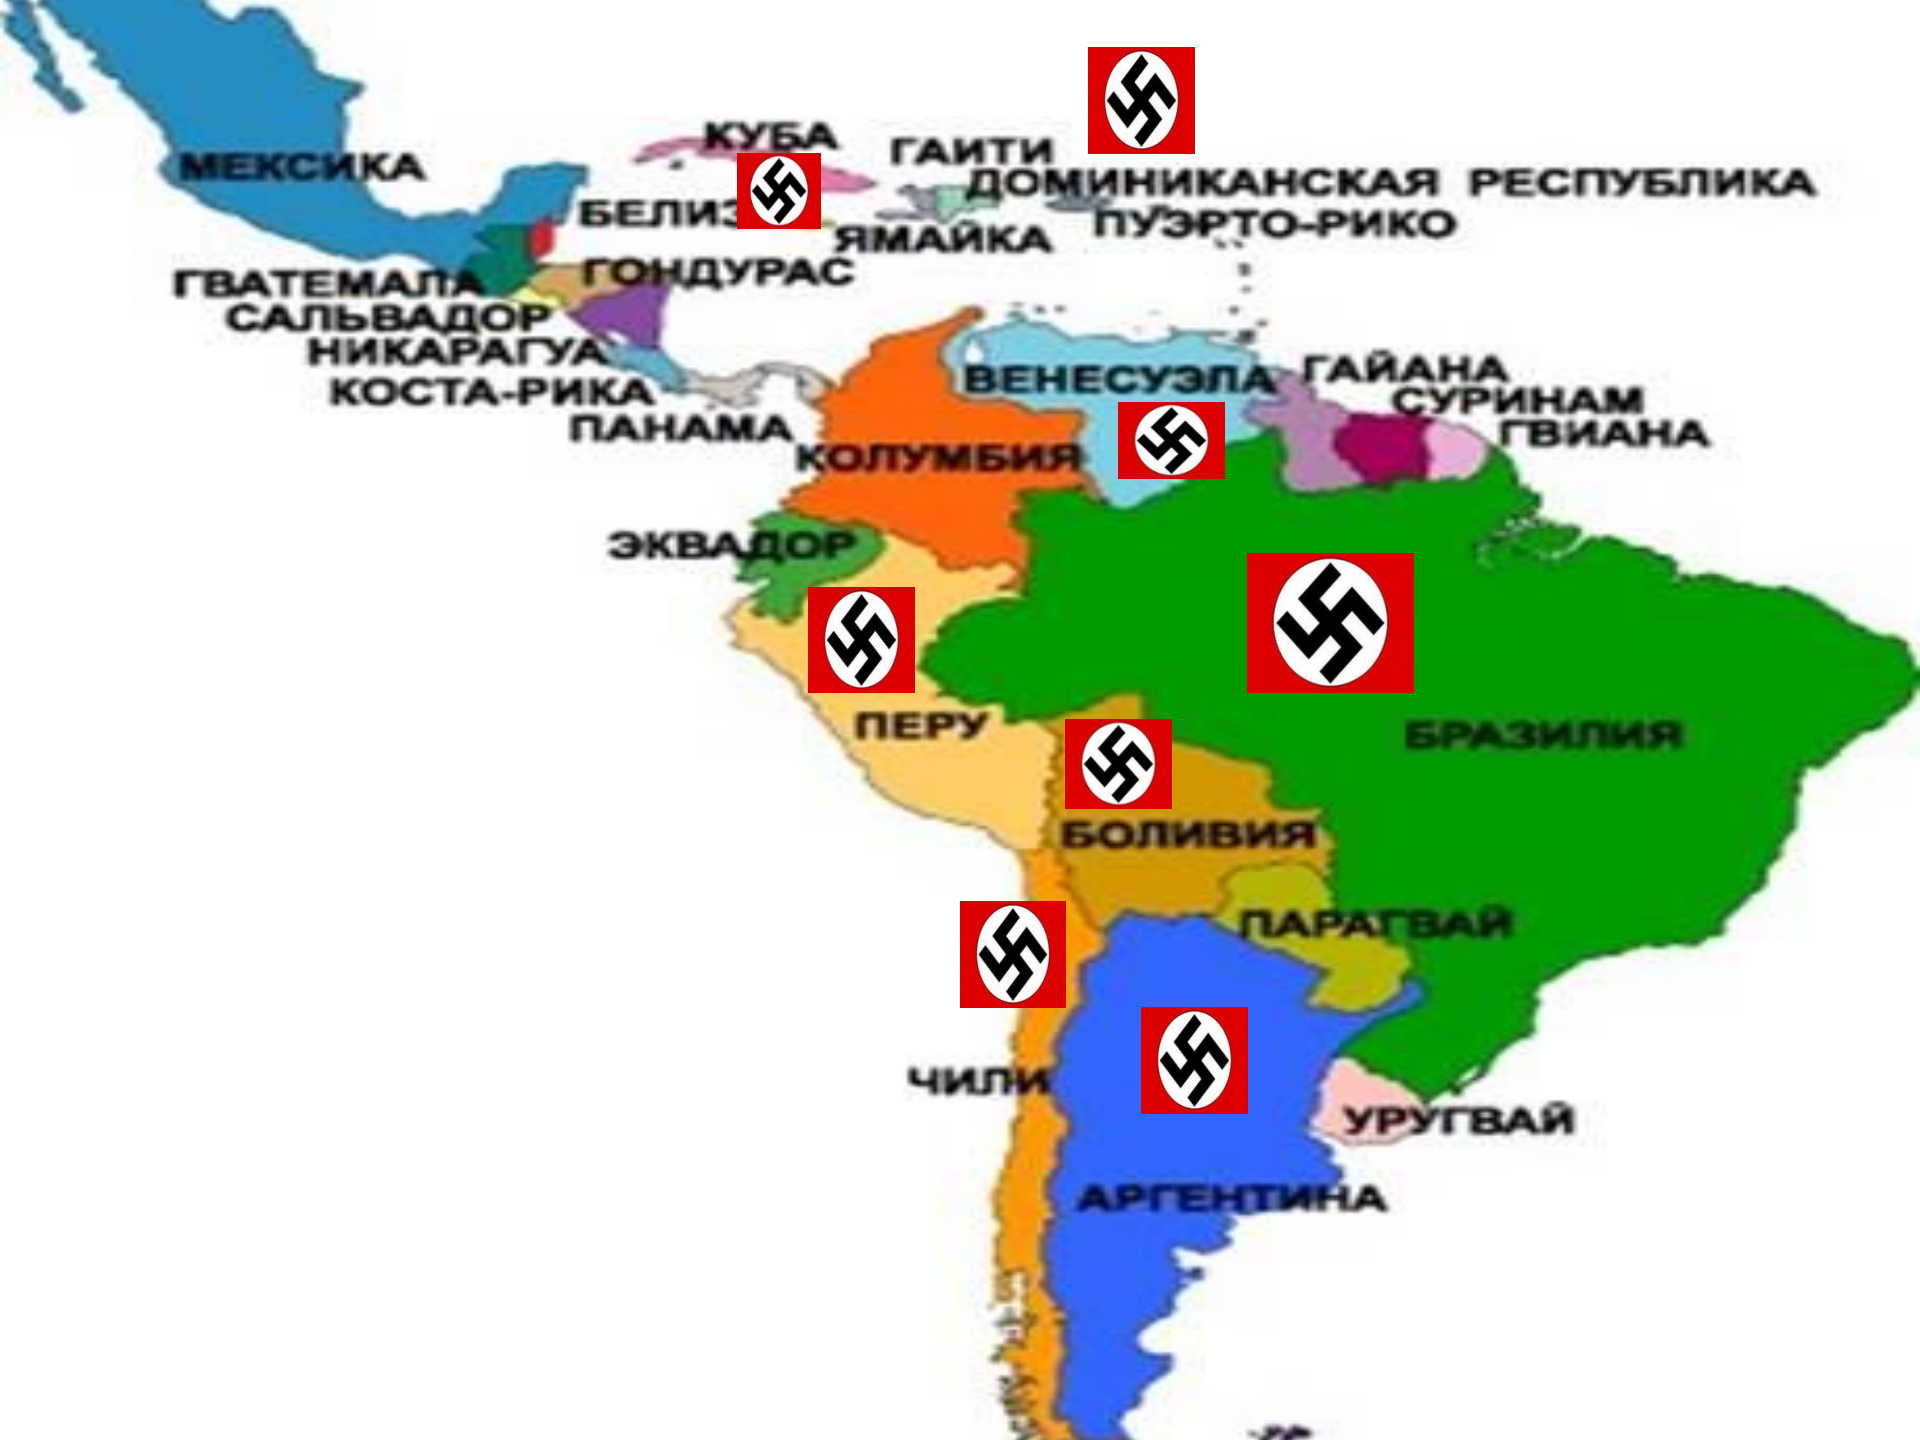 КУБА
ГАИТИ
МЕКСИКА
ДОМИНИКАНСКАЯ РЕСПУБЛИКА
БЕЛИЗ
ПУЭРТО-РИКО
ЯМАЙКА
ГВАТЕМАЛА
ГОНДУРАС
САЛЬВАДОР
НИКАРАГУА
КОСТА-РИКА
ПАНАМА
ВЕНЕСУЭЛА
ГАЙАНА
СУРИНАМ
ГВИАНА
КОЛУМБИЯ
ЭКВАДОР
ПЕРУ
БРАЗИЛИЯ
БОЛИВИЯ
ПАРАГВАЙ
ЧИЛИ
УРУГВАЙ
АРГЕНТИНА